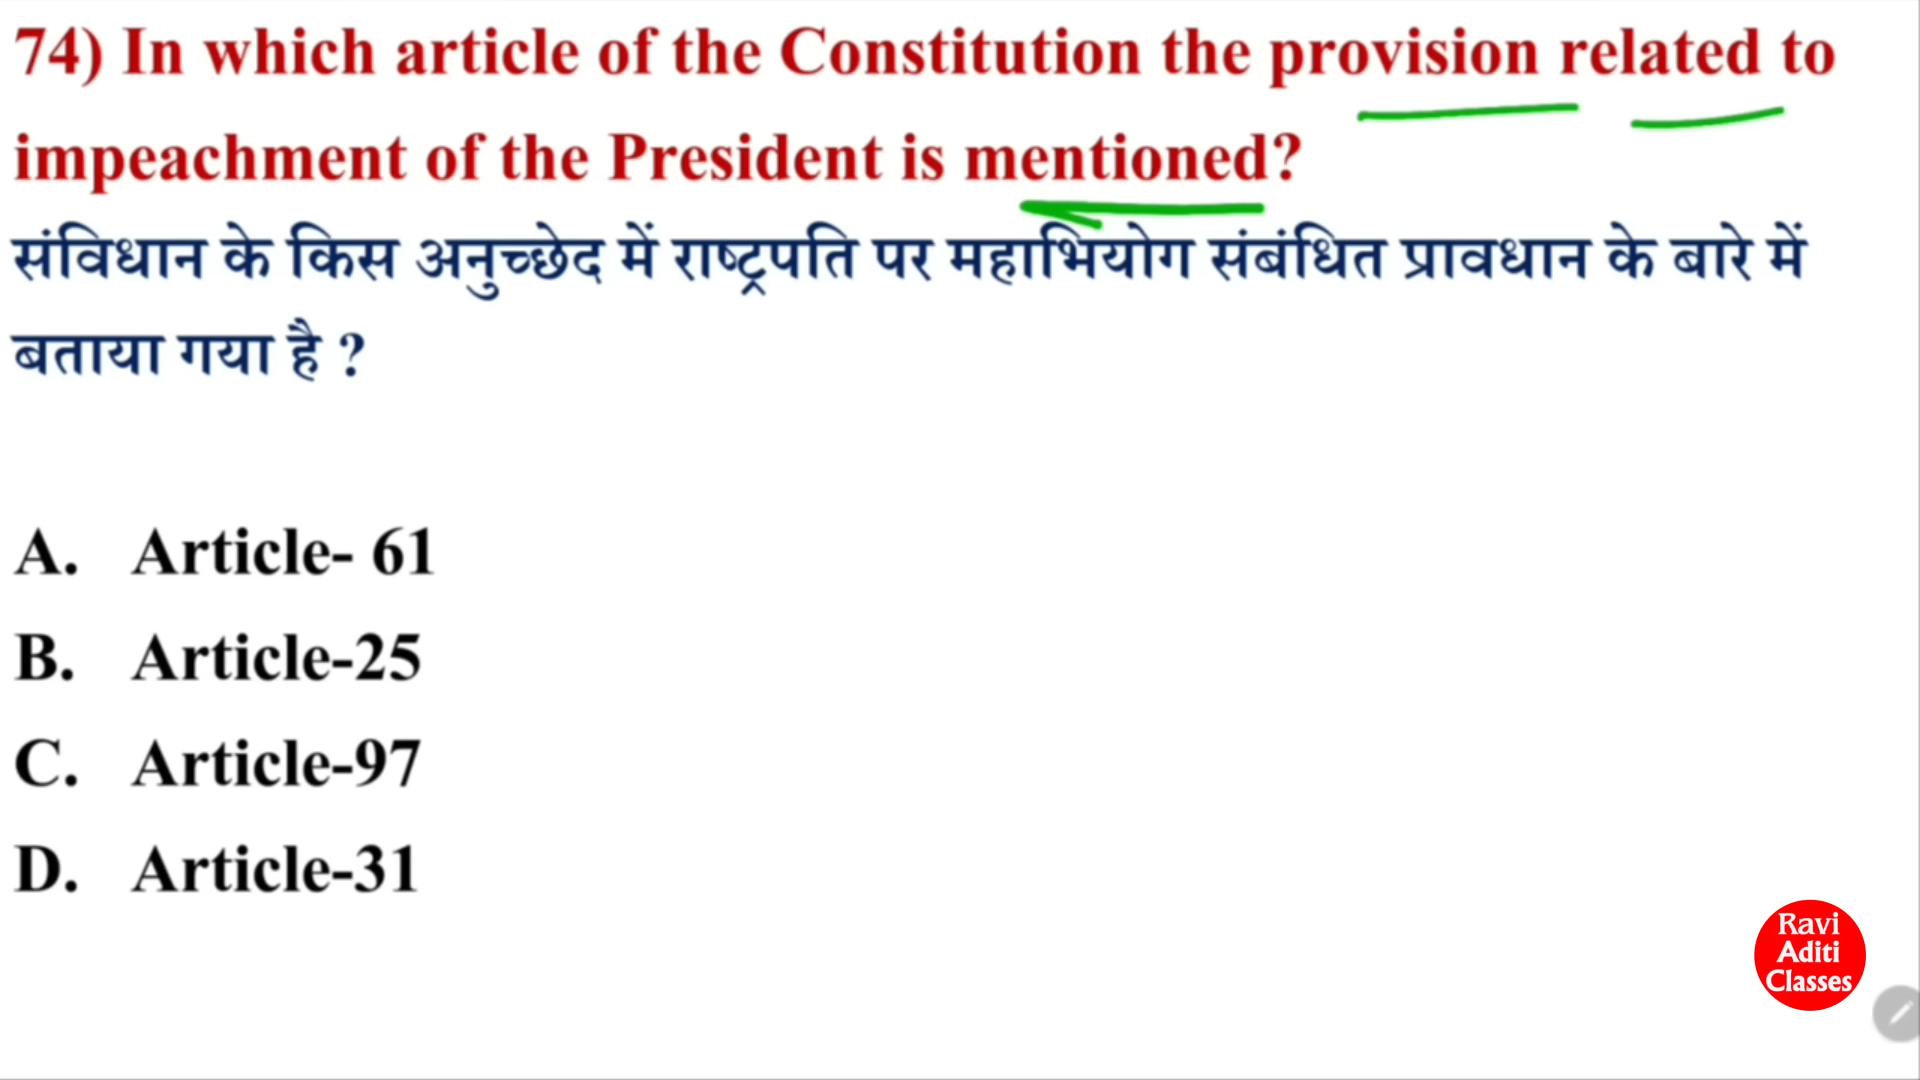 74) In which article of the Constitution the provision related to
impeachment of the President is mentioned?
संविधान के किस अनुच्छेद में राष्ट्रपति पर महाभियोग संबंधित प्रावधान के बारे में
बताया गया है ?
A. Article- 61
B. Article-25
C. Article-97
D. Article-31
Ravi
Aditi
Classes